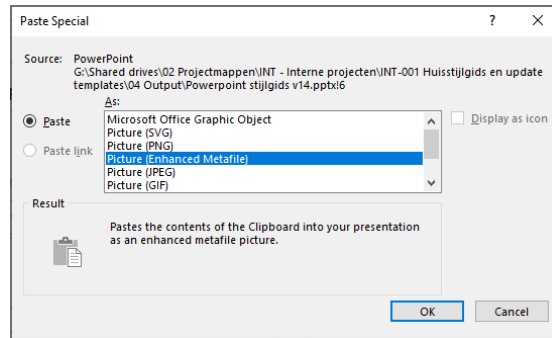 Paste Special
? X
Source: PowerPoint
G:\Shared drives\02 Projectmappen\INT - Interne projecten\INT-001 Huisstijlgids en update
templates\04 Output\Powerpoint stijlgids v14.pptx!6
As:
Paste
Paste link
Microsoft Office Graphic Object
Picture (SVG)
Picture (PNG)
Picture (Enhanced Metafile)
Picture (JPEG)
Picture (GIF)
Display as icon
Result
Pastes the contents of the Clipboard into your presentation
as an enhanced metafile picture.
OK
Cancel